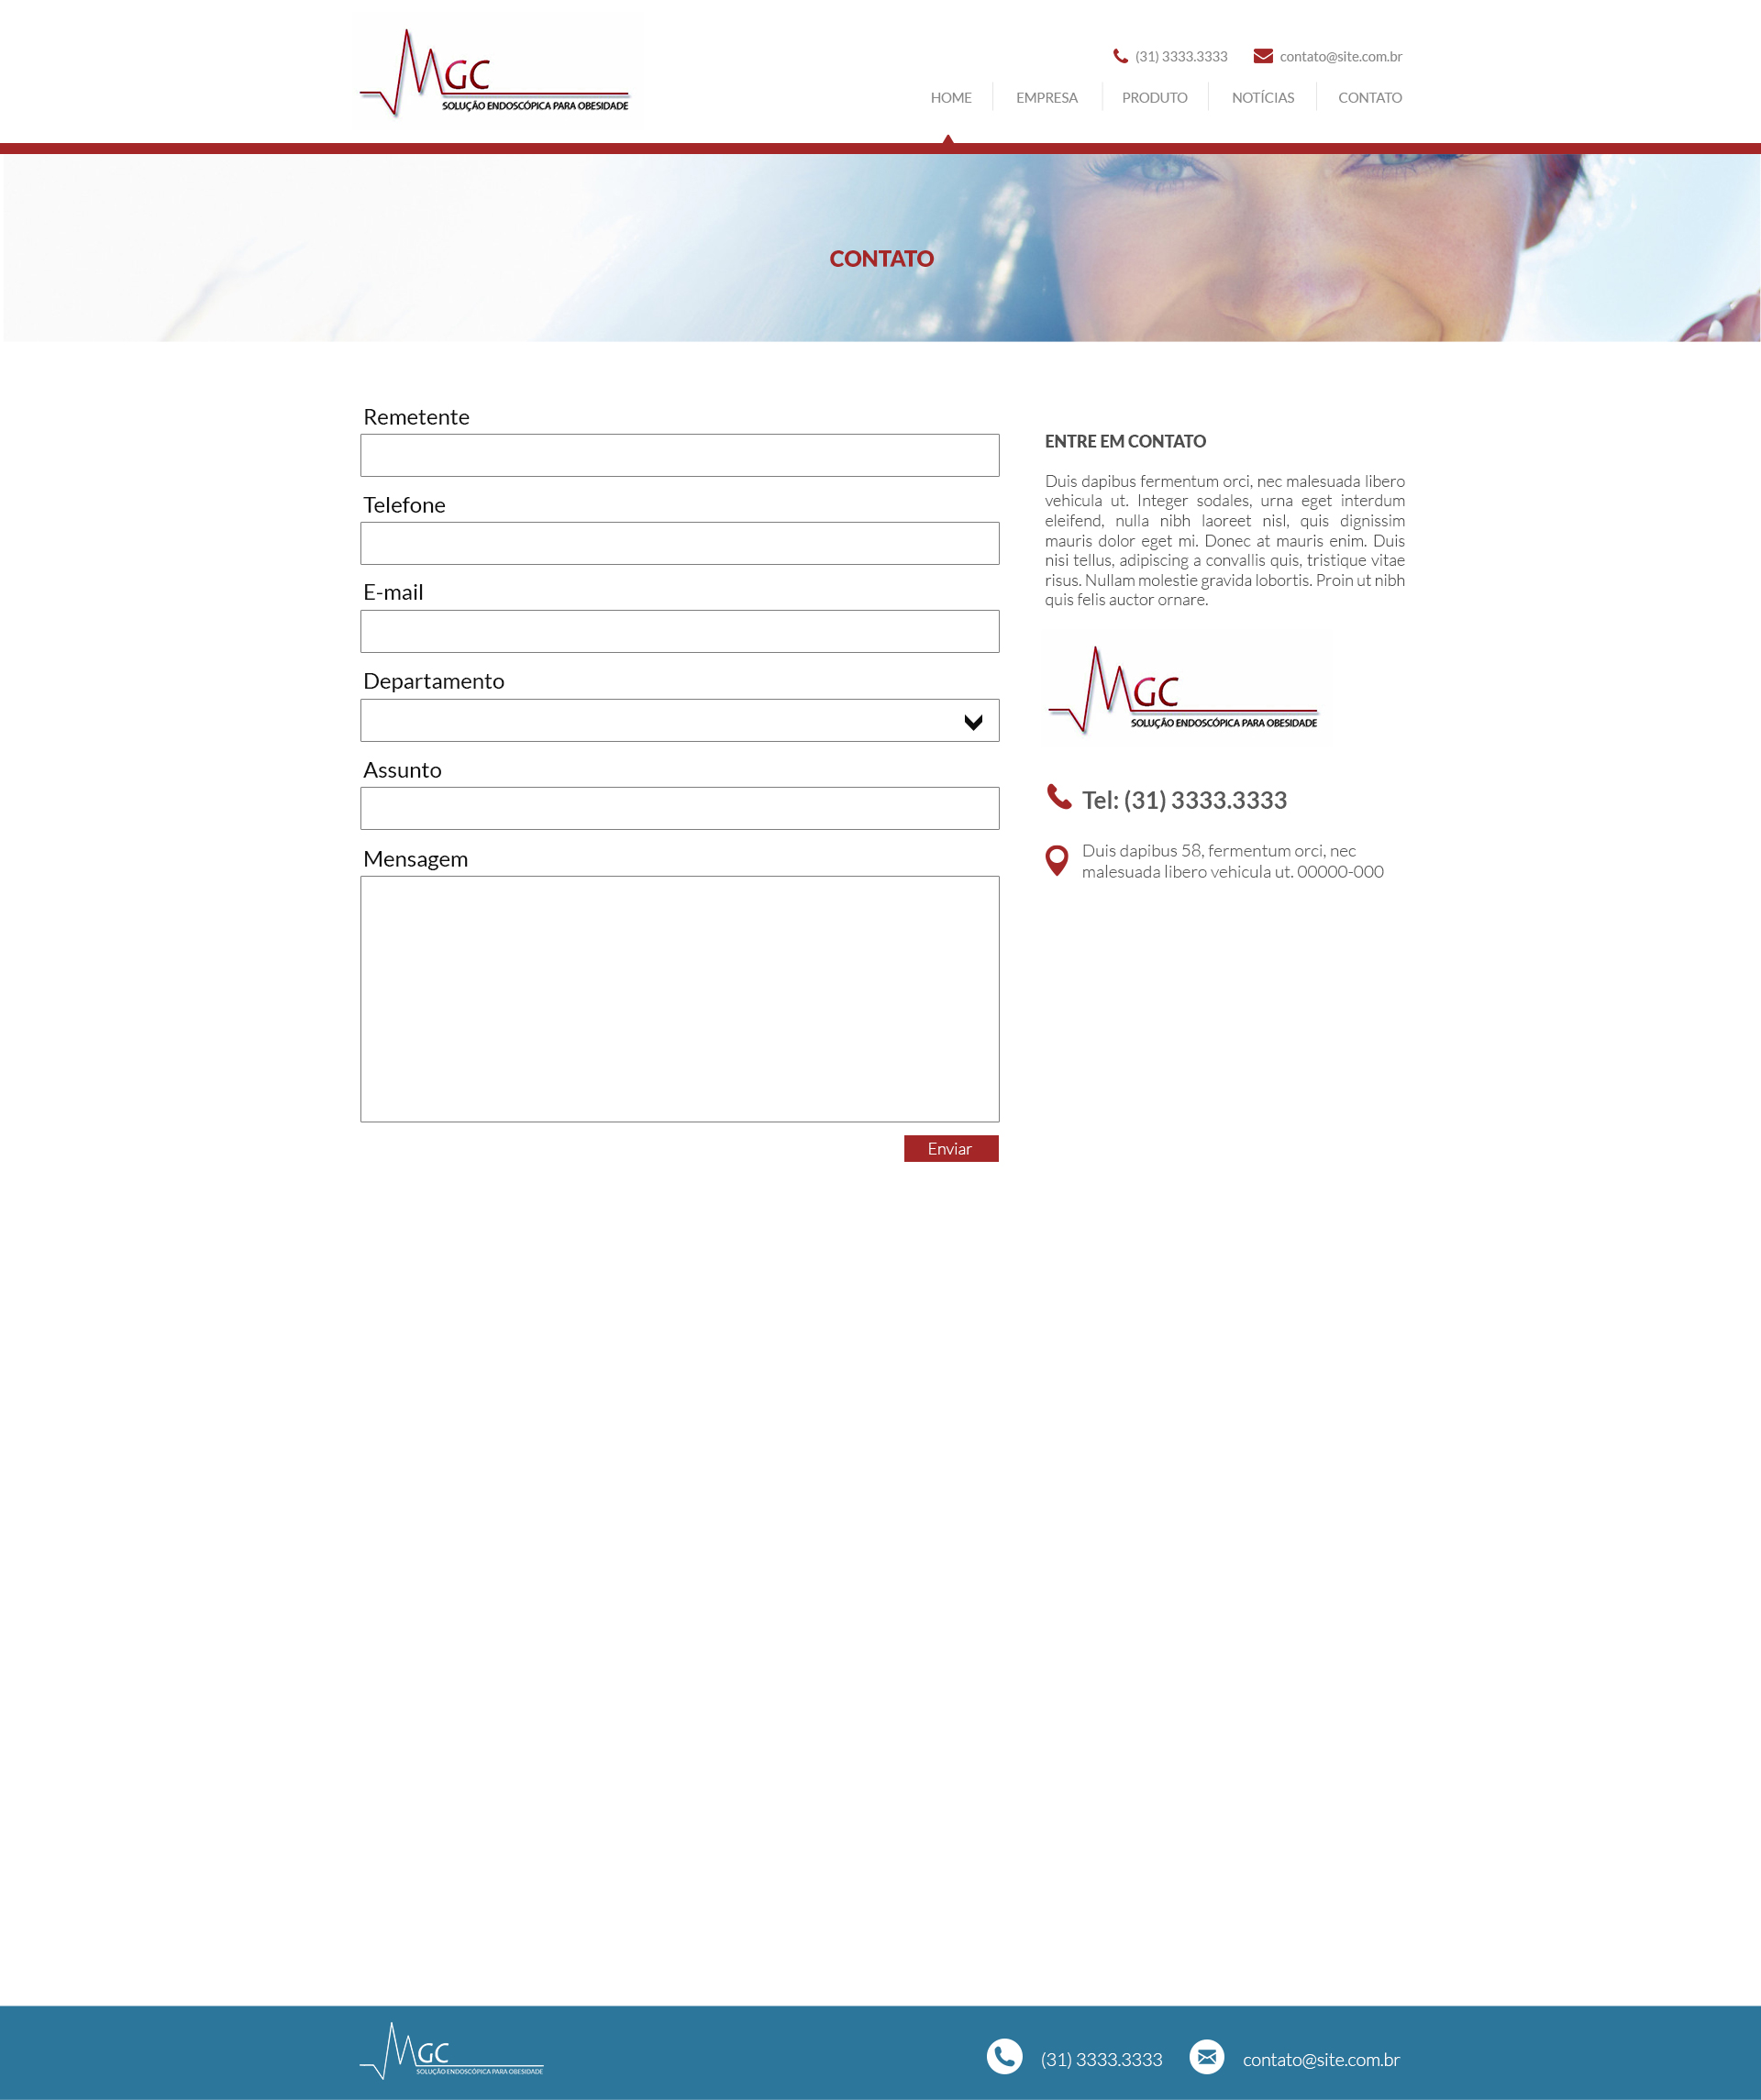 MGC
SOLUÇÃO ENDOSCÓPICA PARA OBESIDADE
(31) 3333.3333 contato@site.com.br
HOME EMPRESA PRODUTO NOTÍCIAS CONTATO
CONTATO
Remetente
Telefone
E-mail
Departamento
Assunto
Mensagem
Enviar
ENTRE EM CONTATO
Duis dapibus fermentum orci, nec malesuada libero
vehicula ut. Integer sodales, urna eget interdum
eleifend, nulla nibh laoreet nisl, quis dignissim
mauris dolor eget mi. Donec at mauris enim. Duis
nisi tellus, adipiscing a convallis quis, tristique vitae
risus. Nullam molestie gravida lobortis. Proin ut nibh
quis felis auctor ornare.
MGC
SOLUÇÃO ENDOSCÓPICA PARA OBESIDADE
Tel: (31) 3333.3333
Duis dapibus 58, fermentum orci, nec
malesuada libero vehicula ut. 00000-000
MGC
SOLUÇÃO ENDOSCÓPICA PARA OBESIDADE
(31) 3333.3333 contato@site.com.br